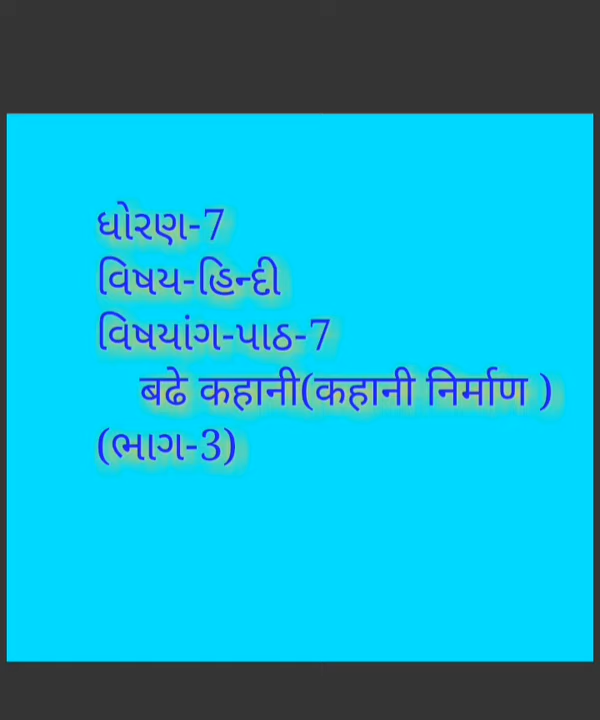 ધોરણ-7
વિષય-હિન્દી
વિષયાંગ-પાઠ-7
बढे कहानी(कहानी निर्माण )
(ભાગ-3)